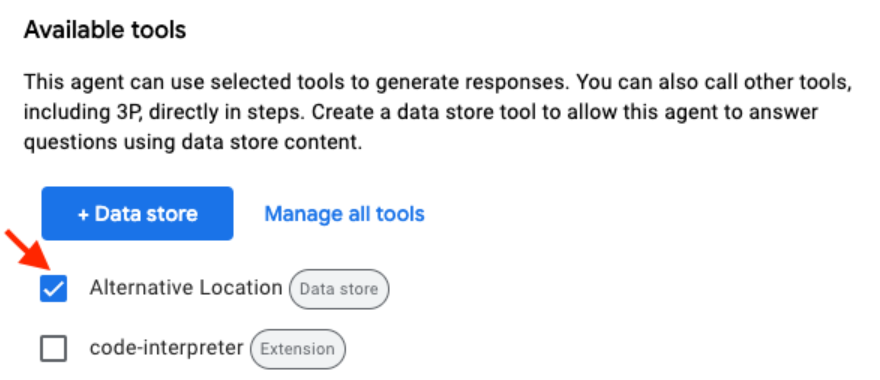 Available tools
This agent can use selected tools to generate responses. You can also call other tools,
including 3P, directly in steps. Create a data store tool to allow this agent to answer
questions using data store content.
+ Data store Manage all tools
Alternative Location Data store
code-interpreter Extension